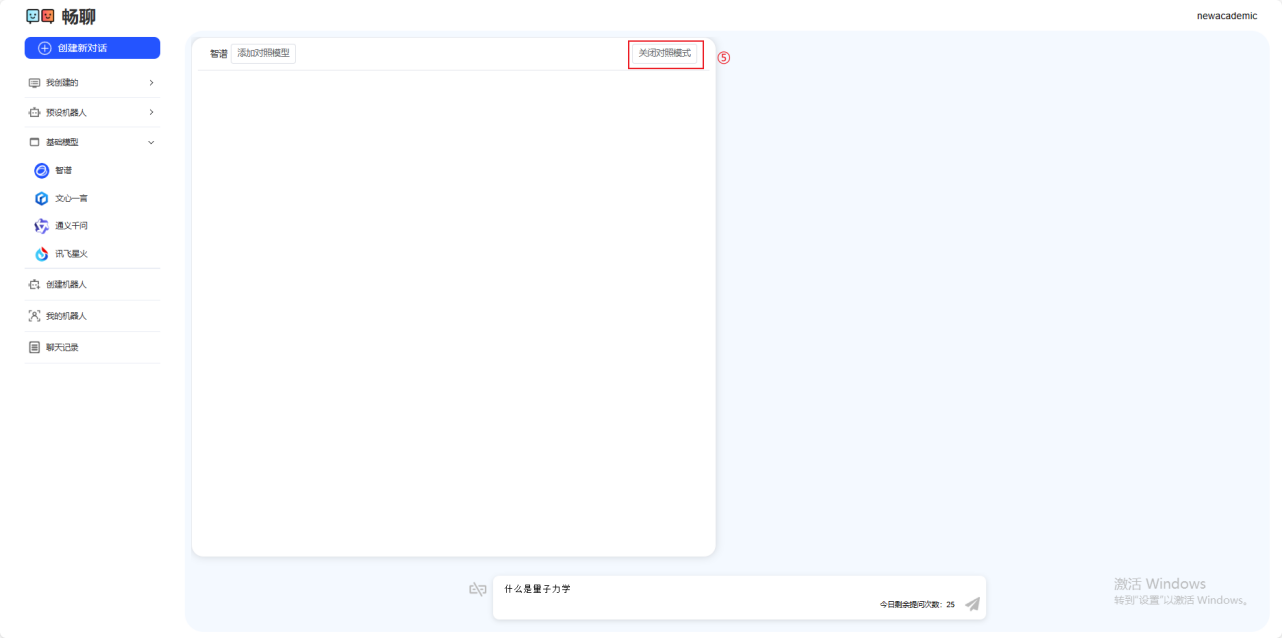 畅聊
newacademic
创建新对话
智谱 添加对照模型 关闭对照模式 ⑤
我创建的
预设机器人
基础模型
智谱
文心一言
通义千问
讯飞星火
创建机器人
我的机器人
聊天记录
什么是量子力学
今日剩余提问次数：25
激活 Windows
转到“设置”以激活 Windows。